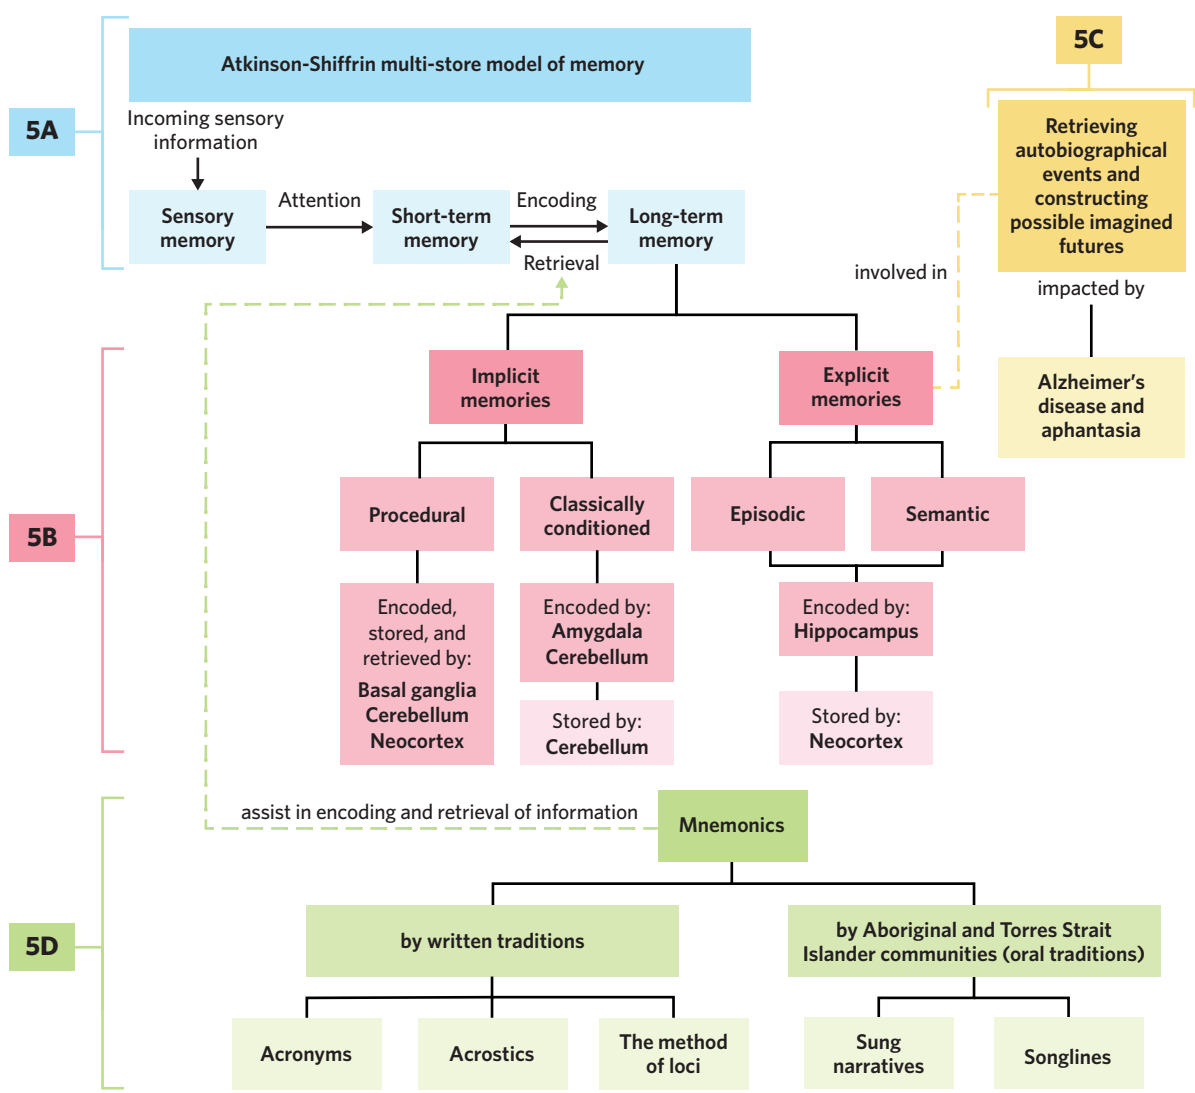 5A
Atkinson-Shiffrin multi-store model of memory
Incoming sensory
information
Sensory
memory
Attention
Short-term
memory
Encoding
Retrieval
Long-term
memory
5C
Retrieving
autobiographical
events and
constructing
possible imagined
futures
involved in
impacted by
Alzheimer's
disease and
aphantasia
5B
Implicit
memories
Explicit
memories
Procedural
Classically
conditioned
Episodic
Semantic
Encoded,
stored, and
retrieved by:
Basal ganglia
Cerebellum
Neocortex
Encoded by:
Amygdala
Cerebellum
Stored by:
Cerebellum
Encoded by:
Hippocampus
Stored by:
Neocortex
5D
assist in encoding and retrieval of information
Mnemonics
by written traditions
by Aboriginal and Torres Strait
Islander communities (oral traditions)
Acronyms
Acrostics
The method
of loci
Sung
narratives
Songlines